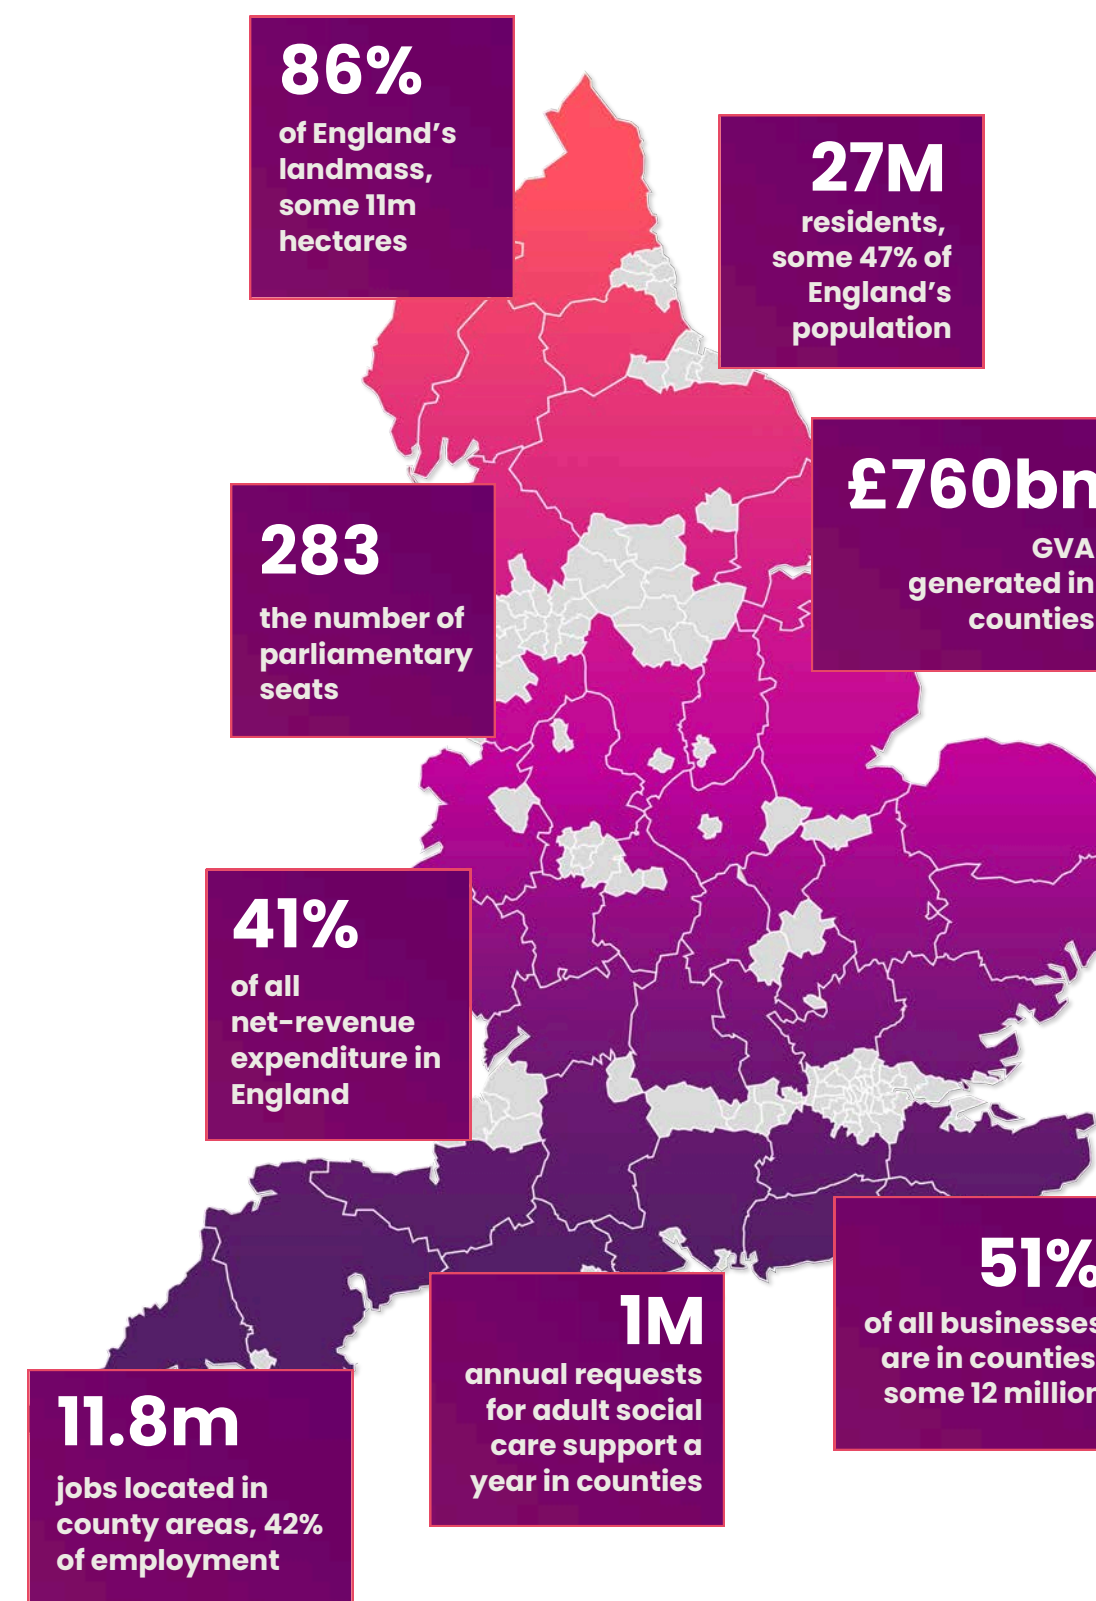 86%
of England's
landmass,
some 11m
hectares
27M
residents,
some 47% of
England's
population
£760bn
GVA
generated in
counties
283
the number of
parliamentary
seats
41%
of all
net-revenue
expenditure in
England
51%
of all businesses
are in counties
some 12 million
1M
annual requests
for adult social
care support a
year in counties
11.8m
jobs located in
county areas, 42%
of employment